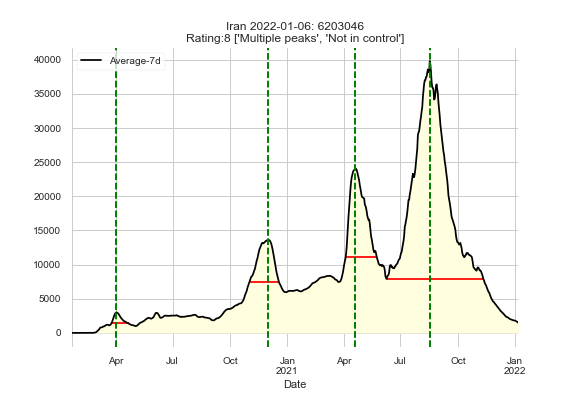 Iran 2022-01-06: 6203046
Rating:8 ['Multiple peaks', 'Not in control']
Average-7d
40000
35000
30000
25000
20000
15000
10000
5000
0
Apr Jul Oct Jan Apr Jul Oct Jan
2021 2022
Date